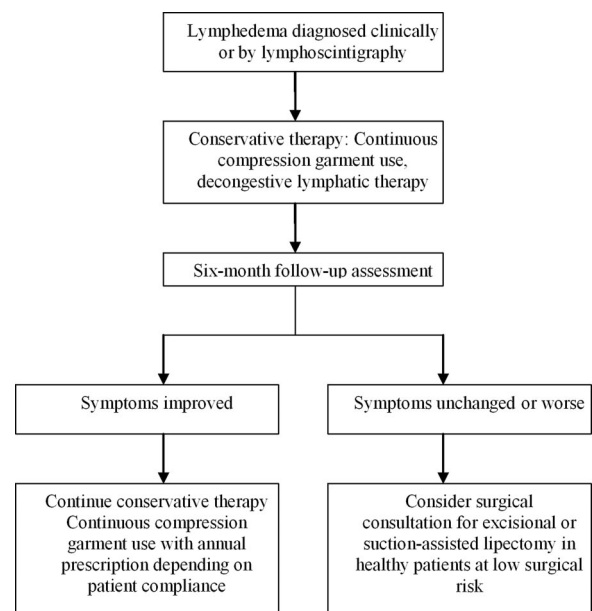 Lymphedema diagnosed clinically
or by lymphoscintigraphy
Conservative therapy: Continuous
compression garment use,
decongestive lymphatic therapy
Six-month follow-up assessment
Symptoms improved
Symptoms unchanged or worse
Continue conservative therapy
Continuous compression
garment use with annual
prescription depending on
patient compliance
Consider surgical
consultation for excisional or
suction-assisted lipectomy in
healthy patients at low surgical
risk